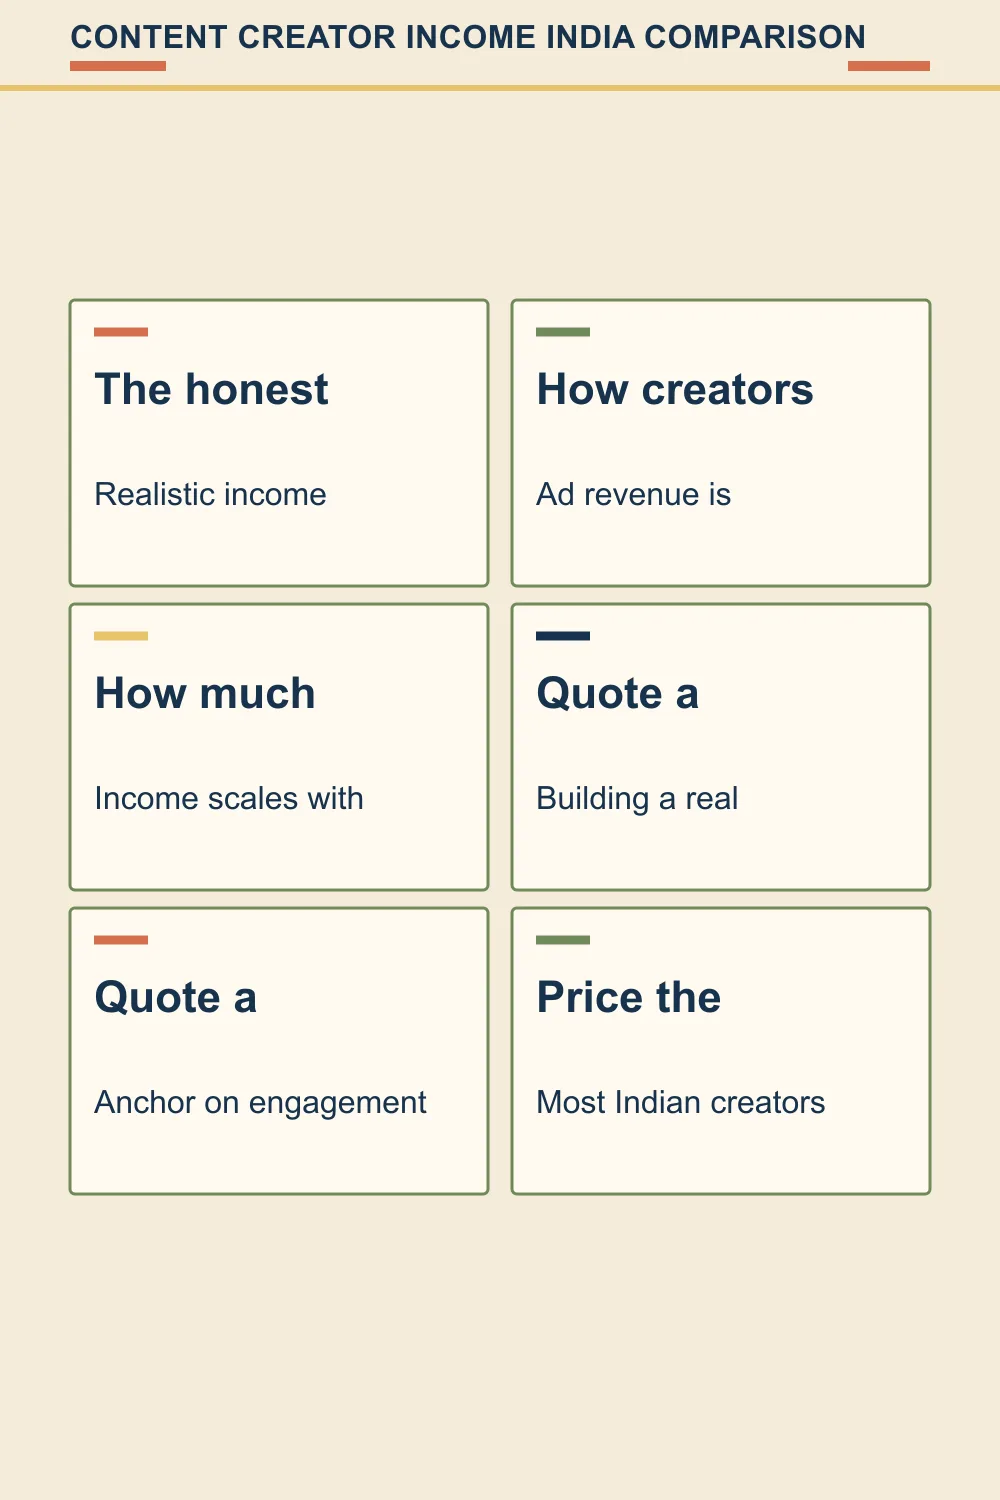 CONTENT CREATOR INCOME INDIA COMPARISON
The honest
Realistic income
How creators
Ad revenue is
How much
Income scales with
Quote a
Building a real
Quote a
Anchor on engagement
Price the
Most Indian creators